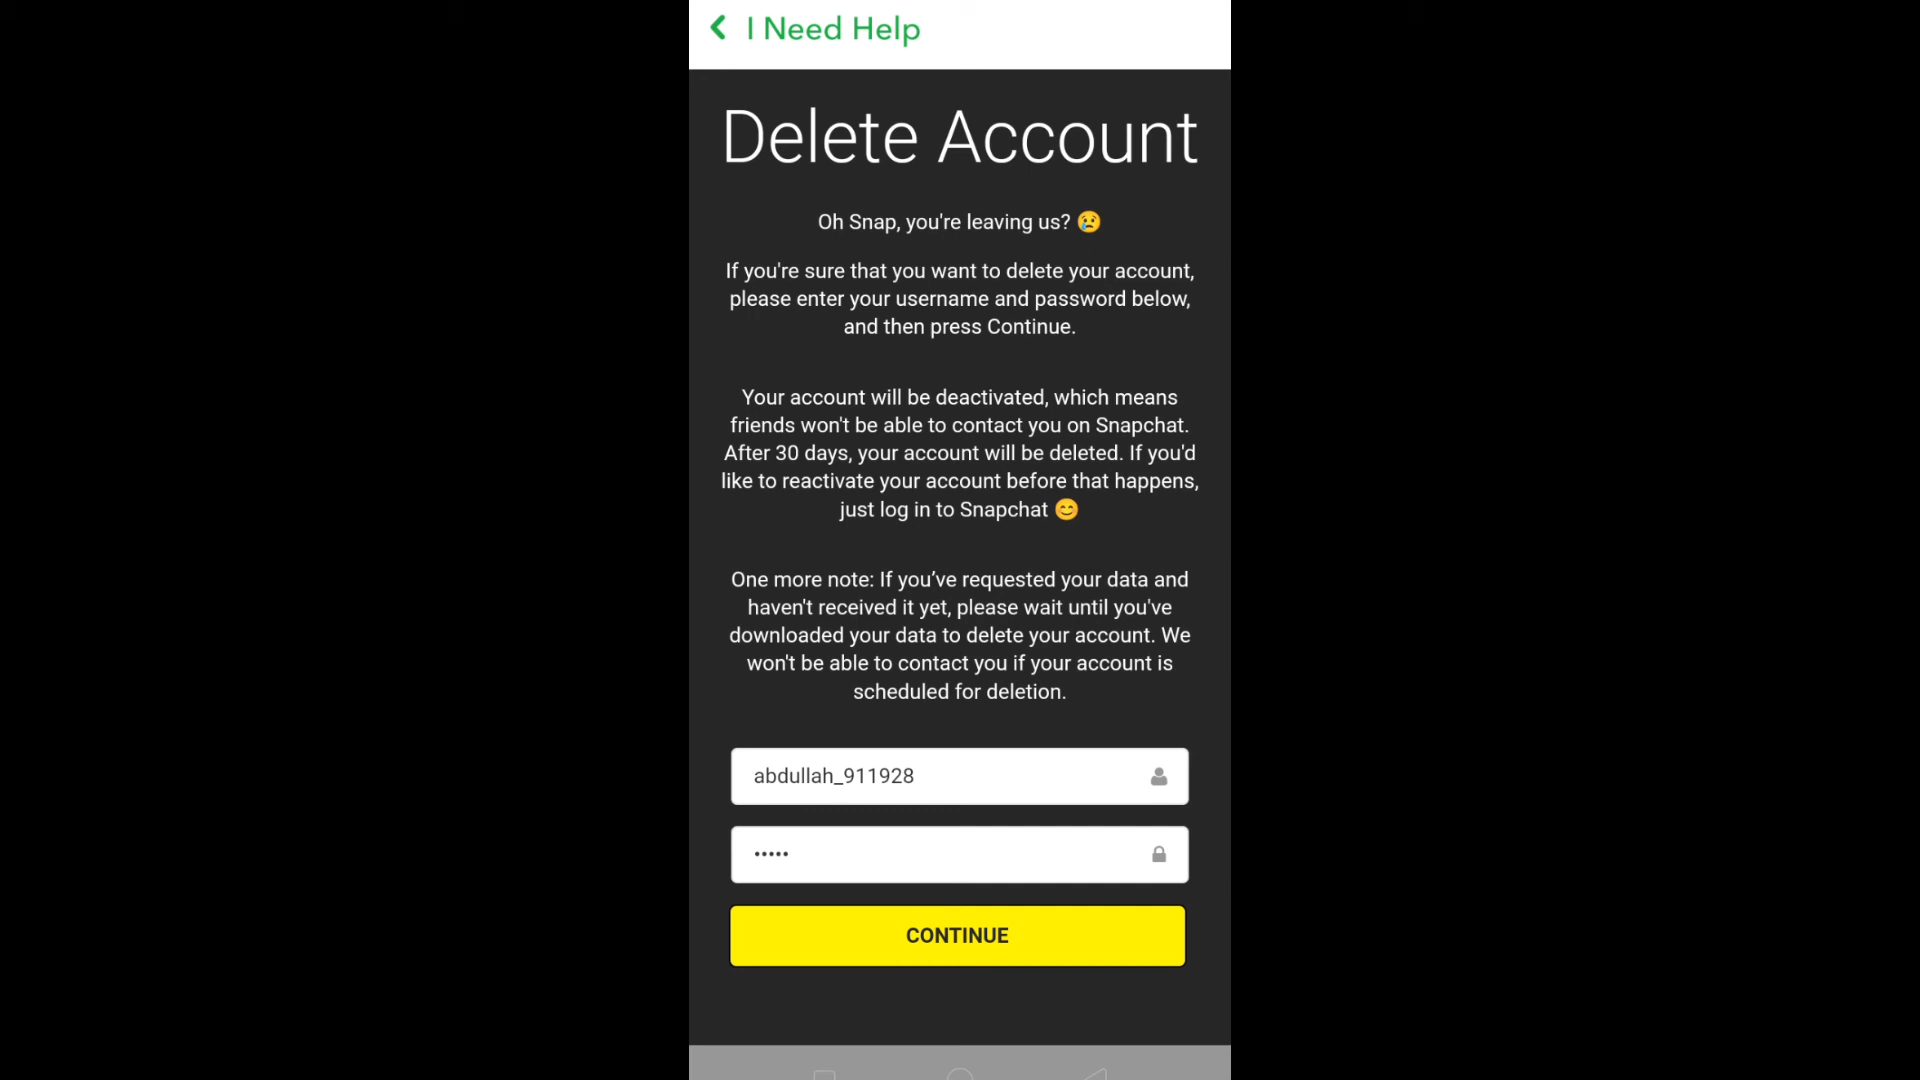 I Need Help
Delete Account
Oh Snap, you're leaving us? 😢
If you're sure that you want to delete your account,
please enter your username and password below,
and then press Continue.
Your account will be deactivated, which means
friends won't be able to contact you on Snapchat.
After 30 days, your account will be deleted. If you'd
like to reactivate your account before that happens,
just log in to Snapchat 😊
One more note: If you’ve requested your data and
haven't received it yet, please wait until you've
downloaded your data to delete your account. We
won't be able to contact you if your account is
scheduled for deletion.
abdullah_911928
•••••
CONTINUE